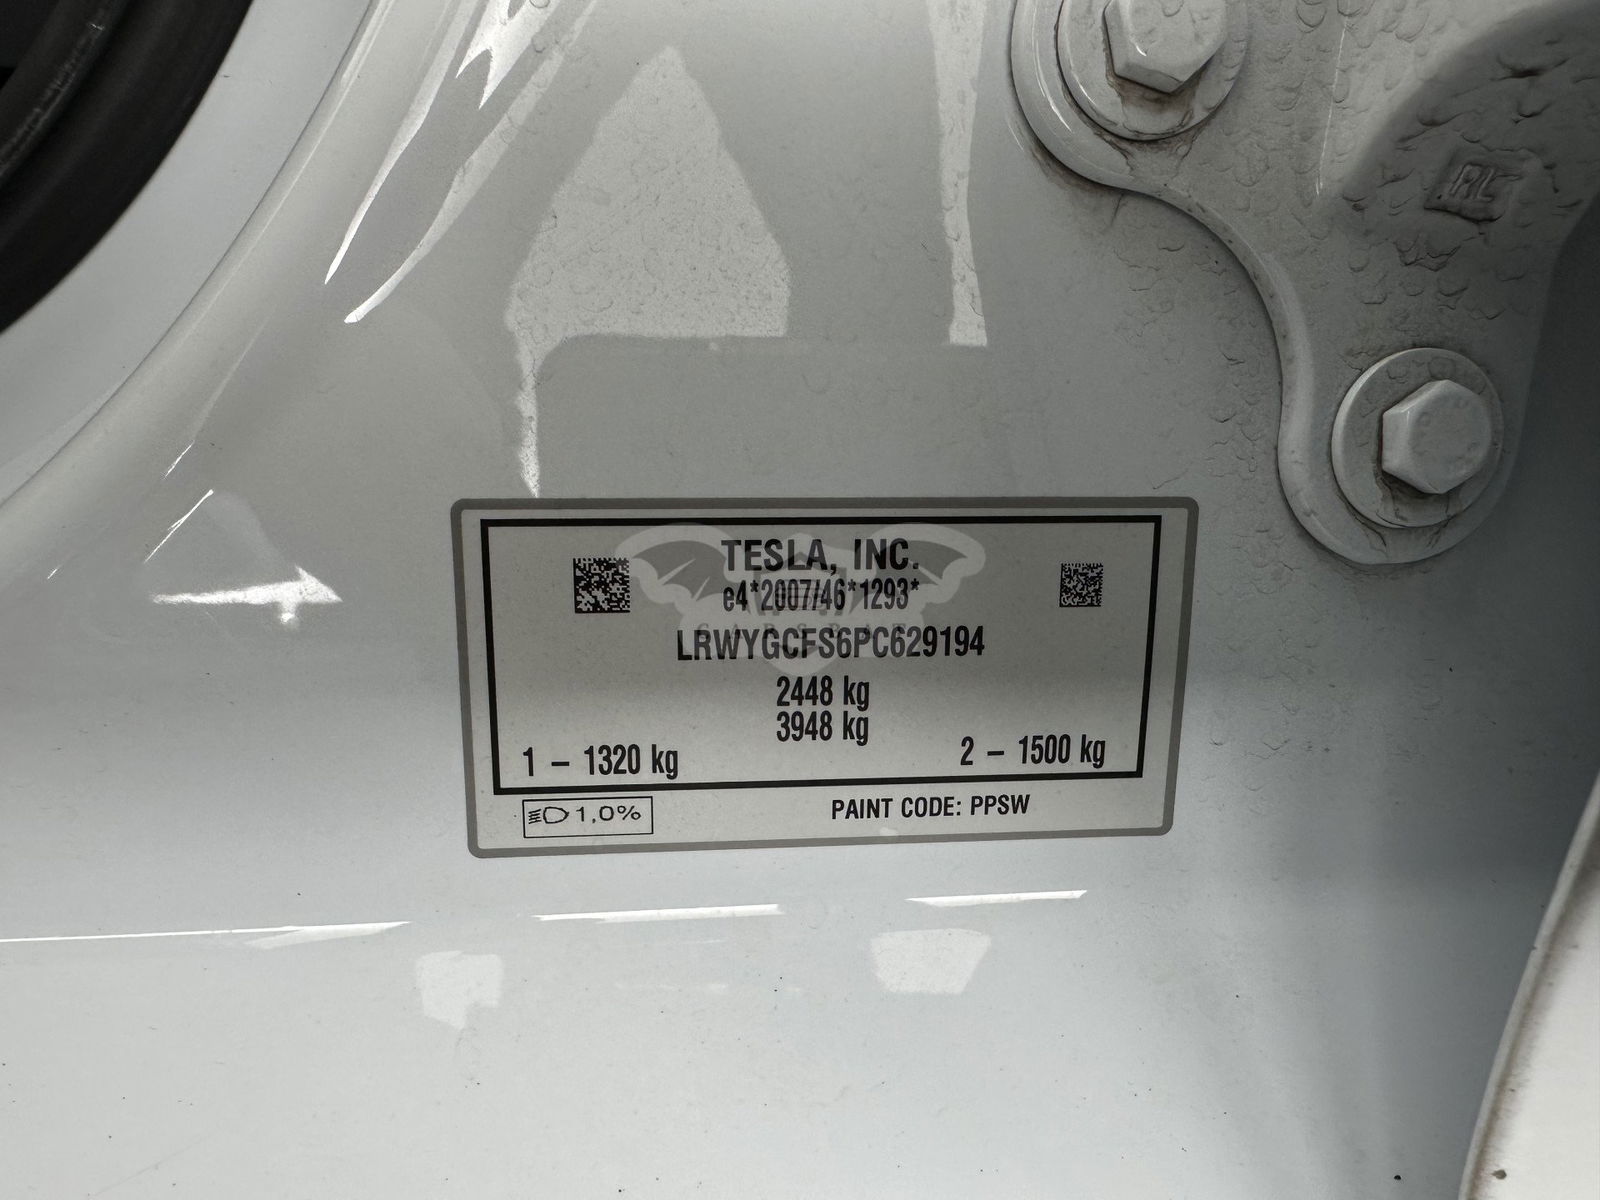 TESLA, INC.
e4*2007/46*1293*
CARSBAT
LRWYGCFS6PC629194
2448 kg
3948 kg
1 – 1320 kg
2 – 1500 kg
1,0%
PAINT CODE: PPSW